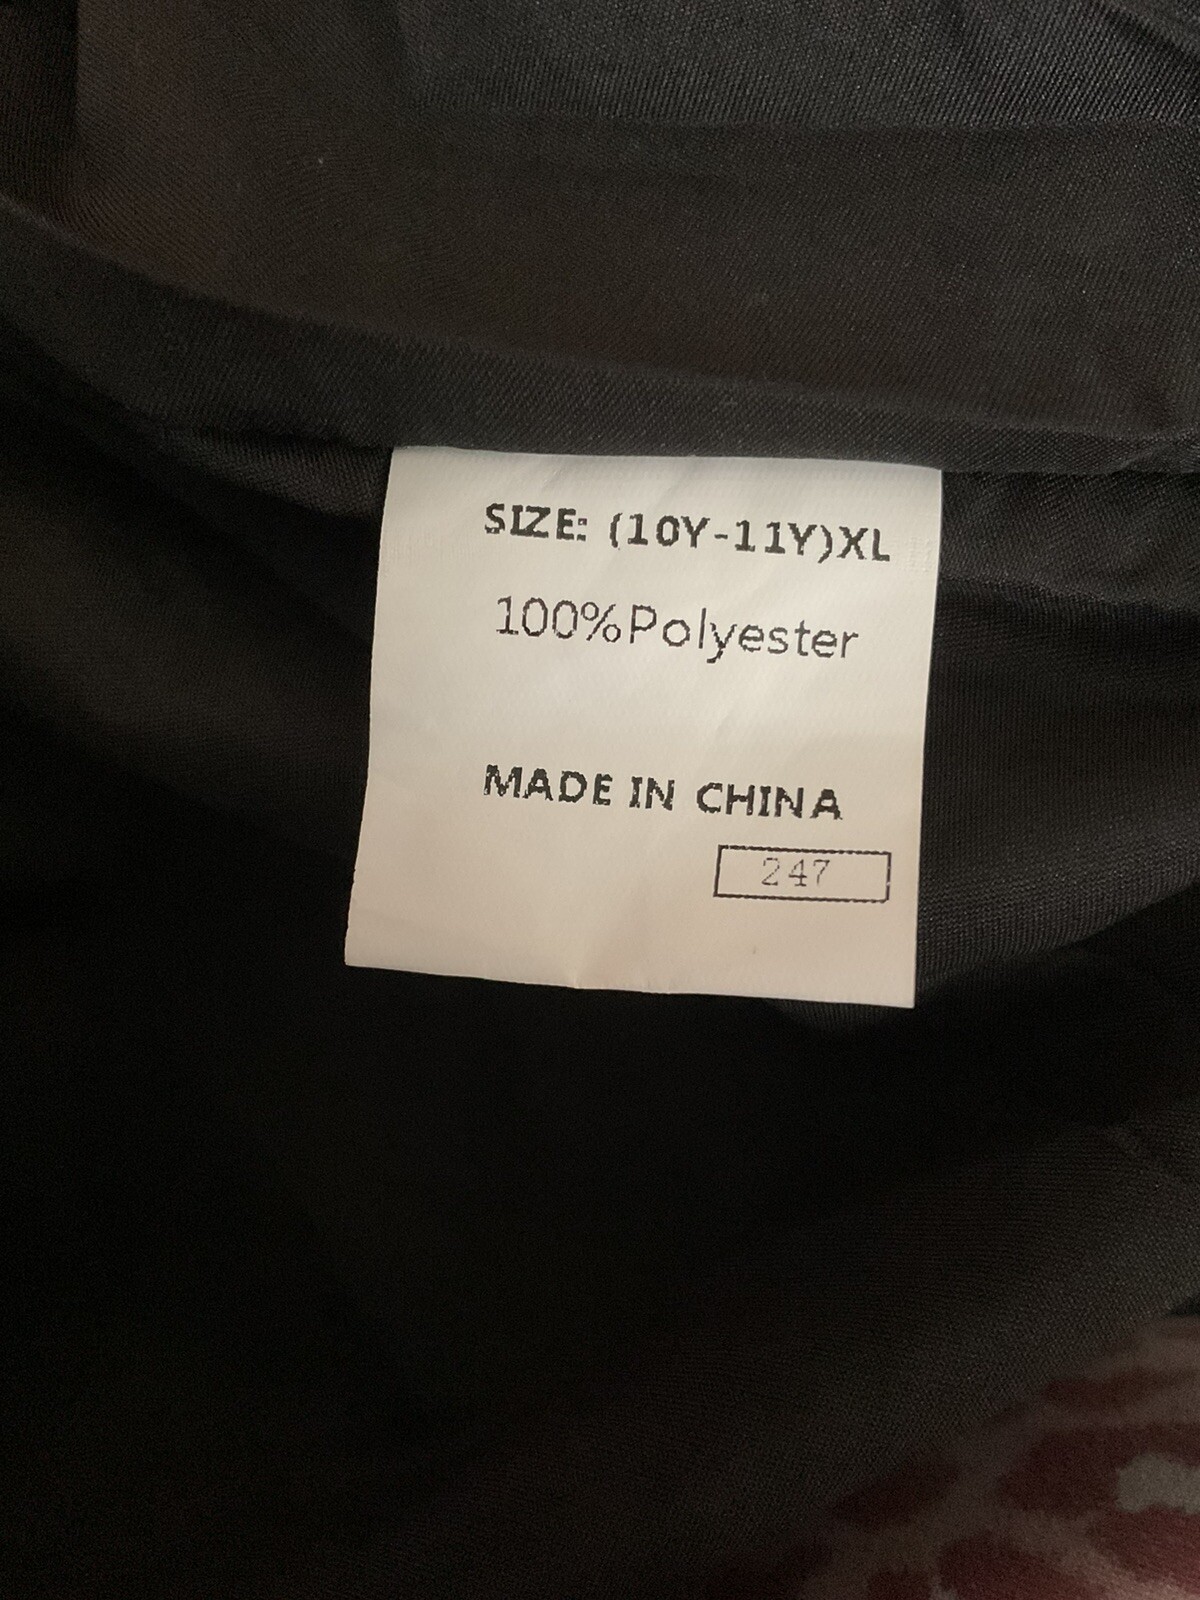 SIZE: (10Y-11Y)XL
100%Polyester
MADE IN CHINA
247